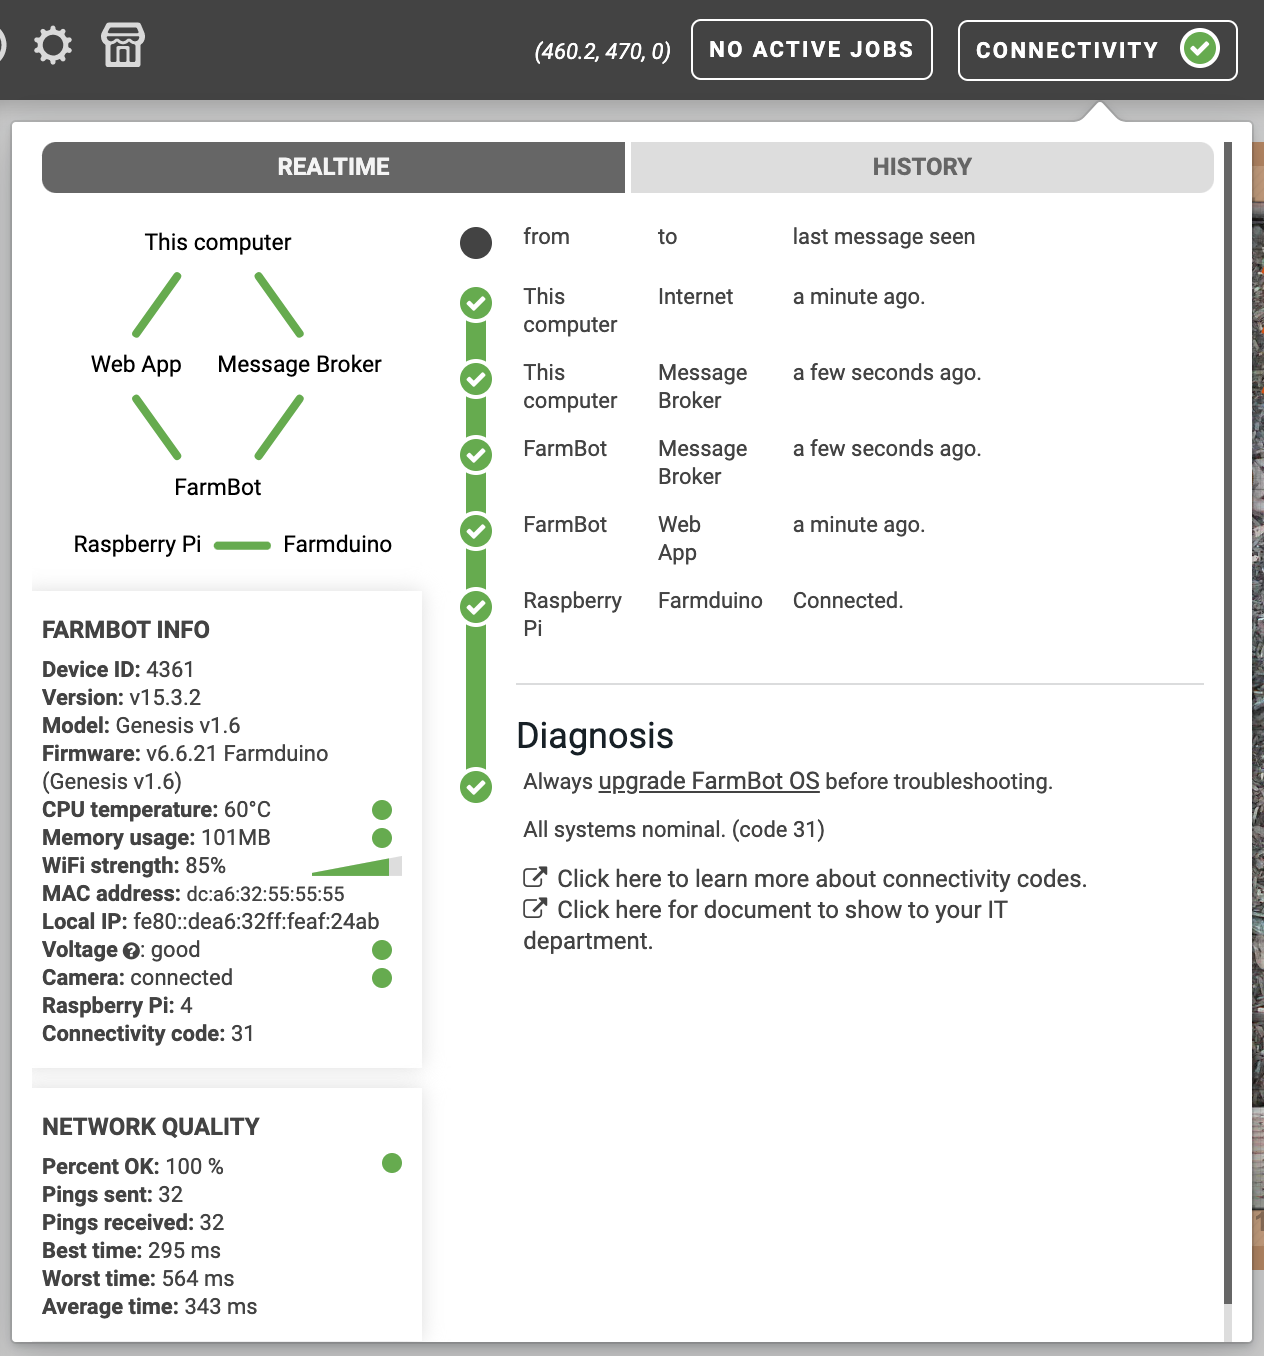 (460.2, 470, 0)
NO ACTIVE JOBS
CONNECTIVITY
REALTIME
HISTORY
This computer
Web App
Message Broker
FarmBot
Raspberry Pi
Farmduino
from to last message seen
This computer Internet a minute ago.
This computer Message Broker a few seconds ago.
FarmBot Message Broker a few seconds ago.
FarmBot Web App a minute ago.
Raspberry Pi Farmduino Connected.
Diagnosis
Always upgrade FarmBot OS before troubleshooting.
All systems nominal. (code 31)
Click here to learn more about connectivity codes.
Click here for document to show to your IT
department.
FARMBOT INFO
Device ID: 4361
Version: v15.3.2
Model: Genesis v1.6
Firmware: v6.6.21 Farmduino
(Genesis v1.6)
CPU temperature: 60°C
Memory usage: 101MB
WiFi strength: 85%
MAC address: dc:a6:32:55:55:55
Local IP: fe80::dea6:32ff:feaf:24ab
Voltage ?: good
Camera: connected
Raspberry Pi: 4
Connectivity code: 31
NETWORK QUALITY
Percent OK: 100 %
Pings sent: 32
Pings received: 32
Best time: 295 ms
Worst time: 564 ms
Average time: 343 ms